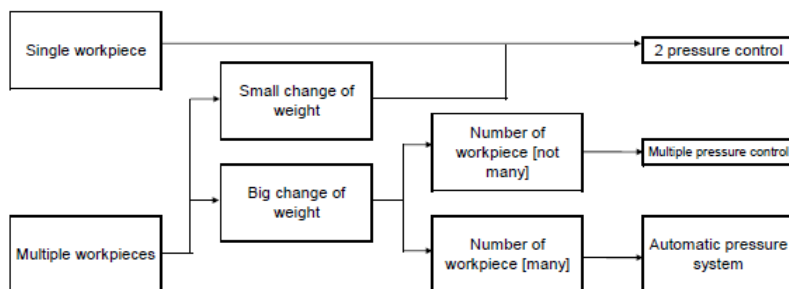 Single workpiece
2 pressure control
Small change of
weight
Number of
workpiece [not
many]
Multiple pressure control
Big change of
weight
Multiple workpieces
Number of
workpiece [many]
Automatic pressure
system